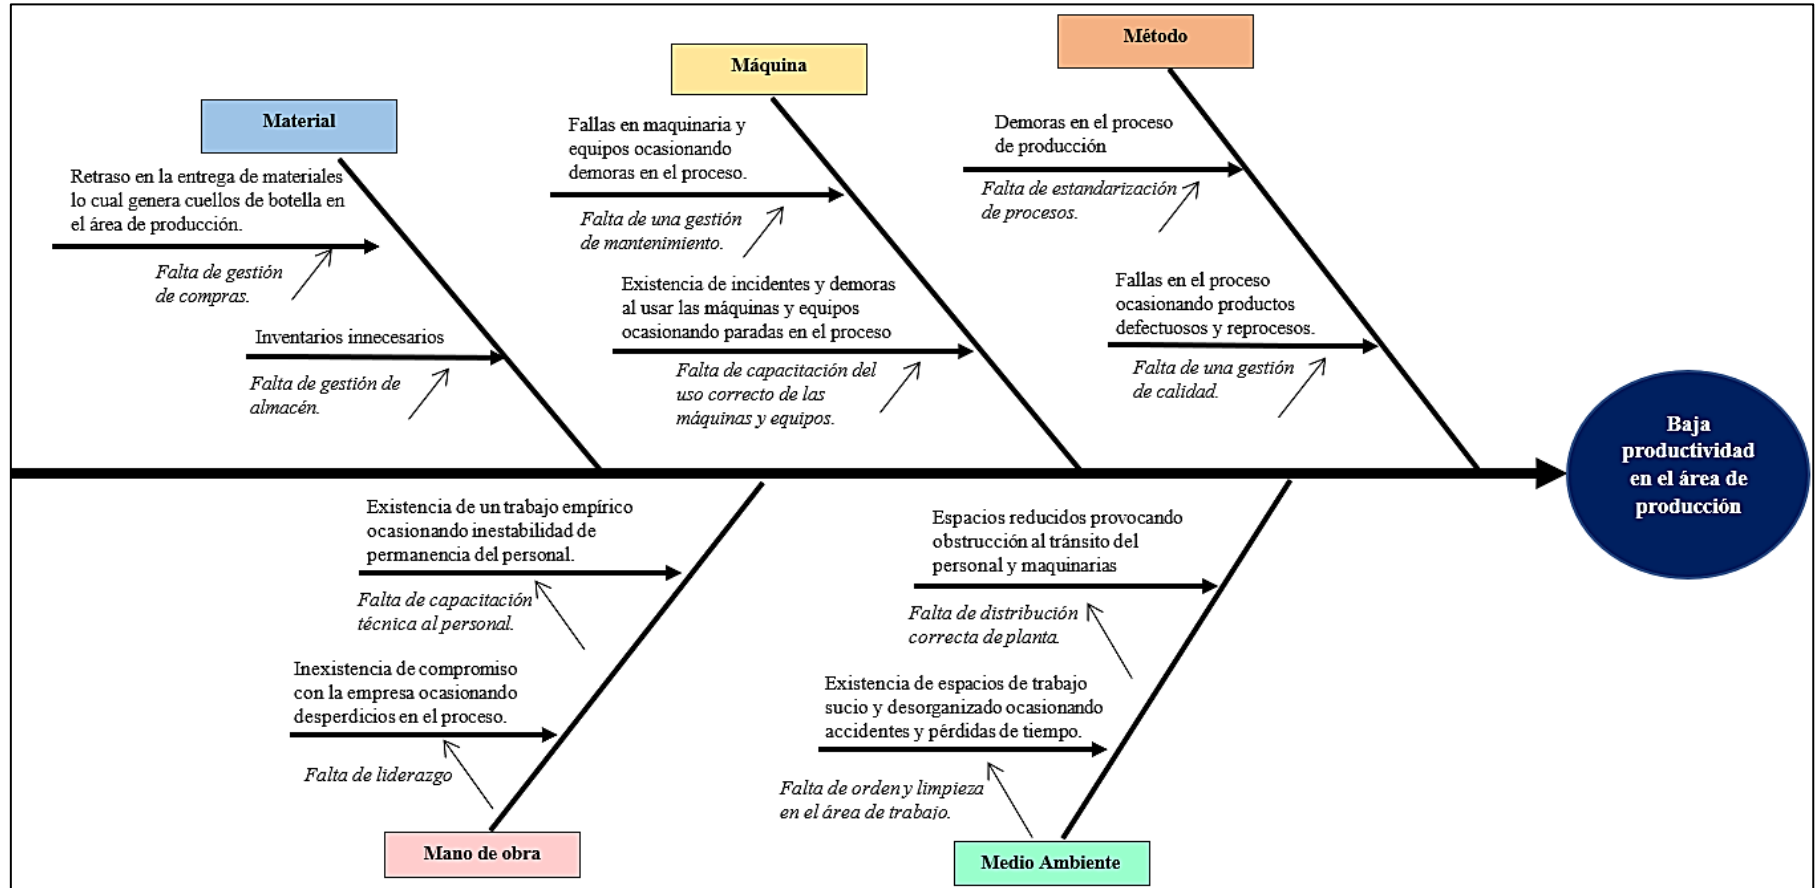 Método
Máquina
Material
Fallas en maquinaria y
equipos ocasionando
demoras en el proceso.
Falta de una gestión
de mantenimiento.
Demoras en el proceso
de producción
Falta de estandarización
de procesos.
Retraso en la entrega de materiales
lo cual genera cuellos de botella en
el área de producción.
Falta de gestión
de compras.
Inventarios innecesarios
Falta de gestión de
almacén.
Existencia de incidentes y demoras
al usar las máquinas y equipos
ocasionando paradas en el proceso
Falta de capacitación del
uso correcto de las
máquinas y equipos.
Fallas en el proceso
ocasionando productos
defectuosos y reprocesos.
Falta de una gestión
de calidad.
Baja
productividad
en el área de
producción
Existencia de un trabajo empírico
ocasionando inestabilidad de
permanencia del personal.
Falta de capacitación
técnica al personal.
Inexistencia de compromiso
con la empresa ocasionando
desperdicios en el proceso.
Falta de liderazgo
Mano de obra
Espacios reducidos provocando
obstrucción al tránsito del
personal y maquinarias
Falta de distribución
correcta de planta.
Existencia de espacios de trabajo
sucio y desorganizado ocasionando
accidentes y pérdidas de tiempo.
Falta de orden y limpieza
en el área de trabajo.
Medio Ambiente